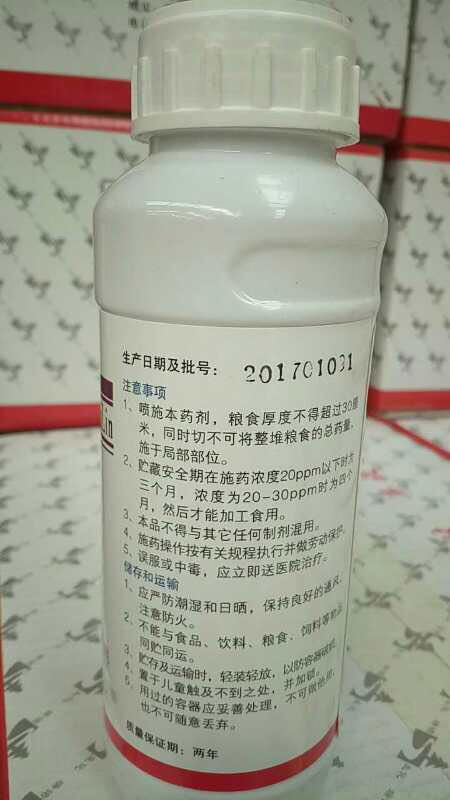 生产日期及批号： 201701031
注意事项
1、喷施本药剂，粮食厚度不得超过30厘
米，同时切不可将整堆粮食的总药量，
施于局部部位。
2、贮藏安全期在施药浓度20ppm以下时为
三个月，浓度为20-30ppm时为四个
月，然后才能加工食用。
3、本品不得与其它任何制剂混用。
4、施药操作按有关规程执行并做劳动保护。
5、误服或中毒，应立即送医院治疗。
储存和运输
1、应严防潮湿和日晒，保持良好的通风，
注意防火。
2、不能与食品、饮料、粮食、饲料等物品
同贮同运。
3、贮存及运输时，轻装轻放，以防容器破损。
4、置于儿童触及不到之处，并加锁。
5、用过的容器应妥善处理，不可做他用，
也不可随意丢弃。
质量保证期：两年
lin